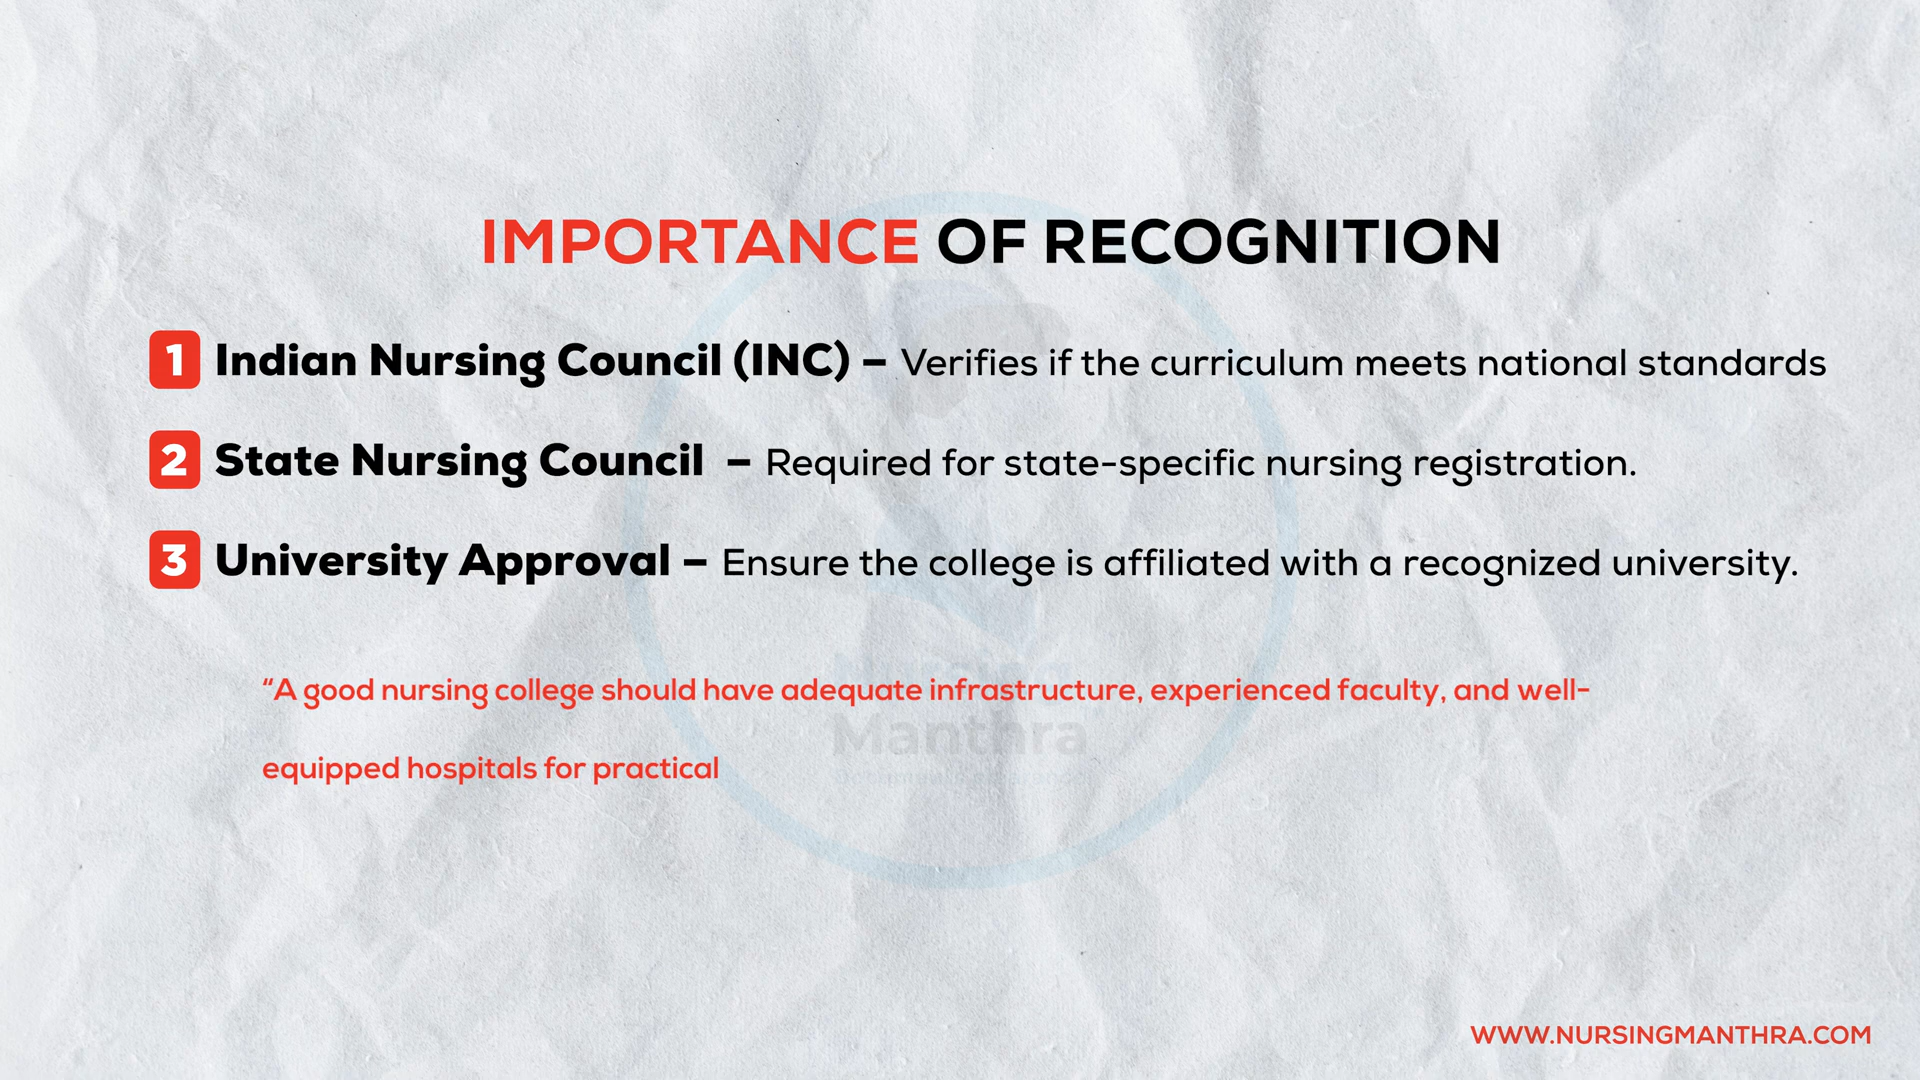 IMPORTANCE OF RECOGNITION
1 Indian Nursing Council (INC) – Verifies if the curriculum meets national standards
2 State Nursing Council – Required for state-specific nursing registration.
3 University Approval – Ensure the college is affiliated with a recognized university.
“A good nursing college should have adequate infrastructure, experienced faculty, and well-
Nursing
Manthra
equipped hospitals for practical
WWW.NURSINGMANTHRA.COM